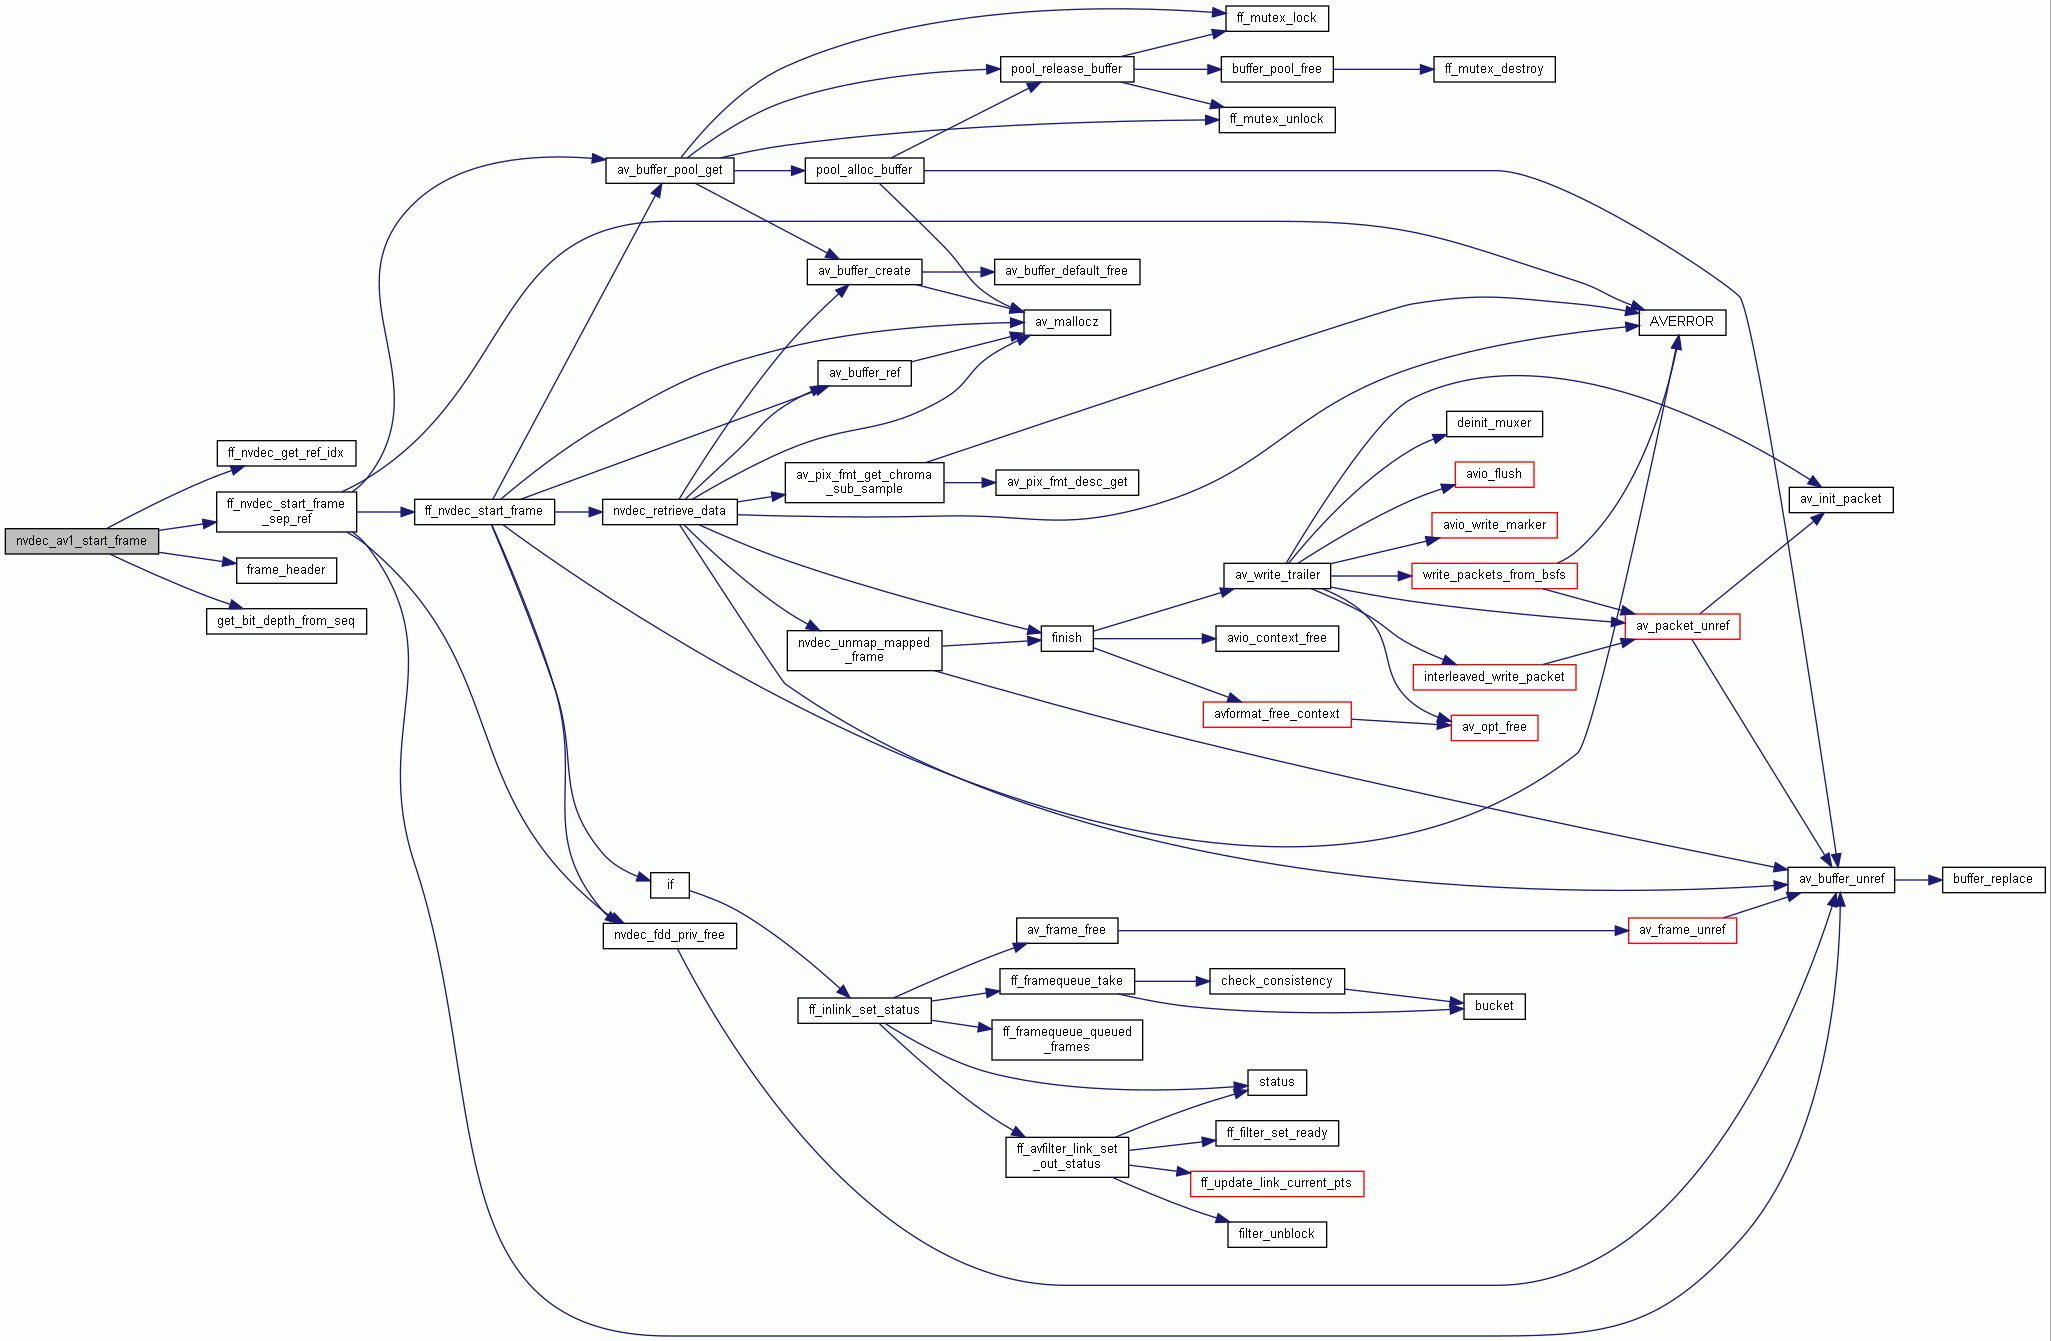 ff_mutex_lock
pool_release_buffer
buffer_pool_free
ff_mutex_destroy
ff_mutex_unlock
av_buffer_pool_get
pool_alloc_buffer
av_buffer_create
av_buffer_default_free
av_mallocz
AVERROR
av_buffer_ref
deinit_muxer
ff_nvdec_get_ref_idx
av_pix_fmt_get_chroma
_sub_sample
av_pix_fmt_desc_get
avio_flush
av_init_packet
ff_nvdec_start_frame
_sep_ref
ff_nvdec_start_frame
nvdec_retrieve_data
avio_write_marker
nvdec_av1_start_frame
frame_header
av_write_trailer
write_packets_from_bsfs
get_bit_depth_from_seq
av_packet_unref
nvdec_unmap_mapped
_frame
finish
avio_context_free
interleaved_write_packet
avformat_free_context
av_opt_free
if
av_buffer_unref
buffer_replace
nvdec_fdd_priv_free
av_frame_free
av_frame_unref
ff_framequeue_take
check_consistency
ff_inlink_set_status
bucket
ff_framequeue_queued
_frames
status
ff_filter_set_ready
ff_avfilter_link_set
_out_status
ff_update_link_current_pts
filter_unblock